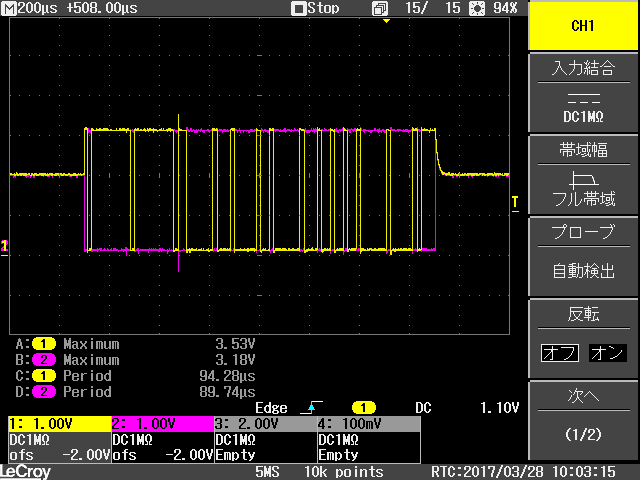 M 200µs +508.00µs Stop 15/ 15 94%
CH1
入力結合
DC1MΩ
帯域幅
フル帯域
プローブ
自動検出
反転
オフ オン
次へ
(1/2)
T
1
A: 1 Maximum 3.53V
B: 2 Maximum 3.18V
C: 1 Period 94.28µs
D: 2 Period 89.74µs
Edge 1 DC 1.10V
1: 1.00V 2: 1.00V 3: 2.00V 4: 100mV
DC1MΩ DC1MΩ DC1MΩ DC1MΩ
ofs -2.00V ofs -2.00V Empty Empty
LeCroy 5MS 10k points RTC:2017/03/28 10:03:15